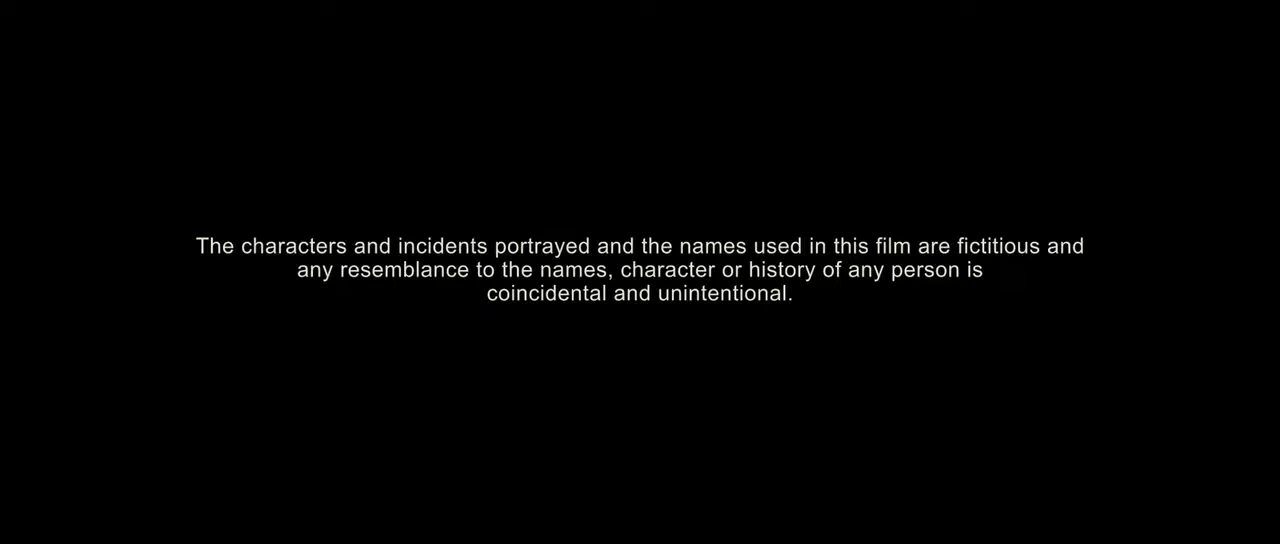 The characters and incidents portrayed and the names used in this film are fictitious and
any resemblance to the names, character or history of any person is
coincidental and unintentional.